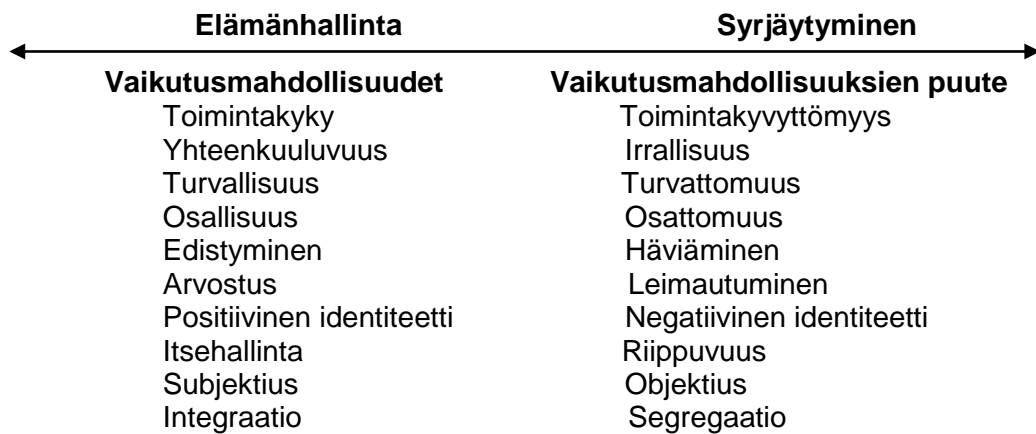 Elämänhallinta Syrjäytyminen
Vaikutusmahdollisuudet Vaikutusmahdollisuuksien puute
Toimintakyky Toimintakyvyttömyys
Yhteenkuuluvuus Irrallisuus
Turvallisuus Turvattomuus
Osallisuus Osattomuus
Edistyminen Häviäminen
Arvostus Leimautuminen
Positiivinen identiteetti Negatiivinen identiteetti
Itsehallinta Riippuvuus
Subjektius Objektius
Integraatio Segregaatio